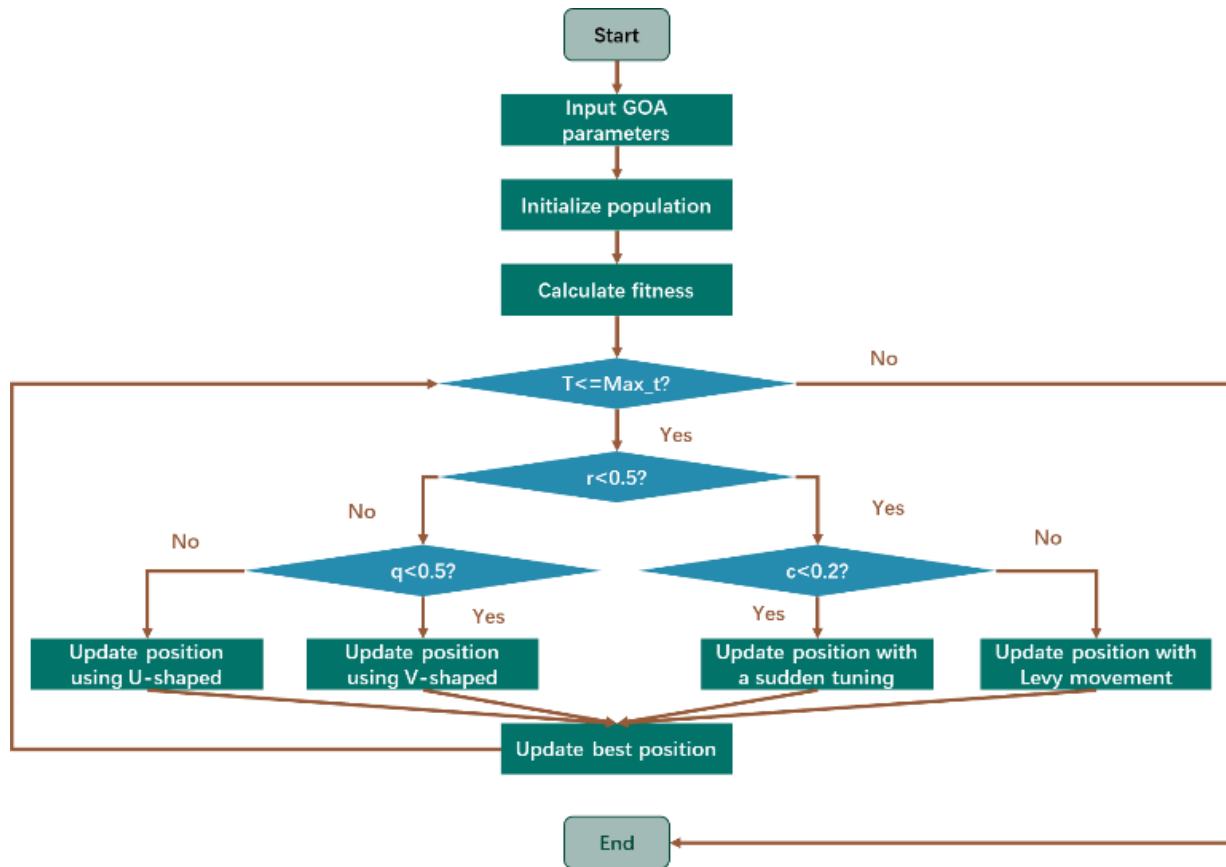 Start
Input GOA
parameters
Initialize population
Calculate fitness
T<=Max_t?
No
Yes
r<0.5?
No
Yes
No
q<0.5?
Yes
c<0.2?
No
Yes
Update position
using U-shaped
Update position
using V-shaped
Update position with
a sudden tuning
Update position with
Levy movement
Update best position
End